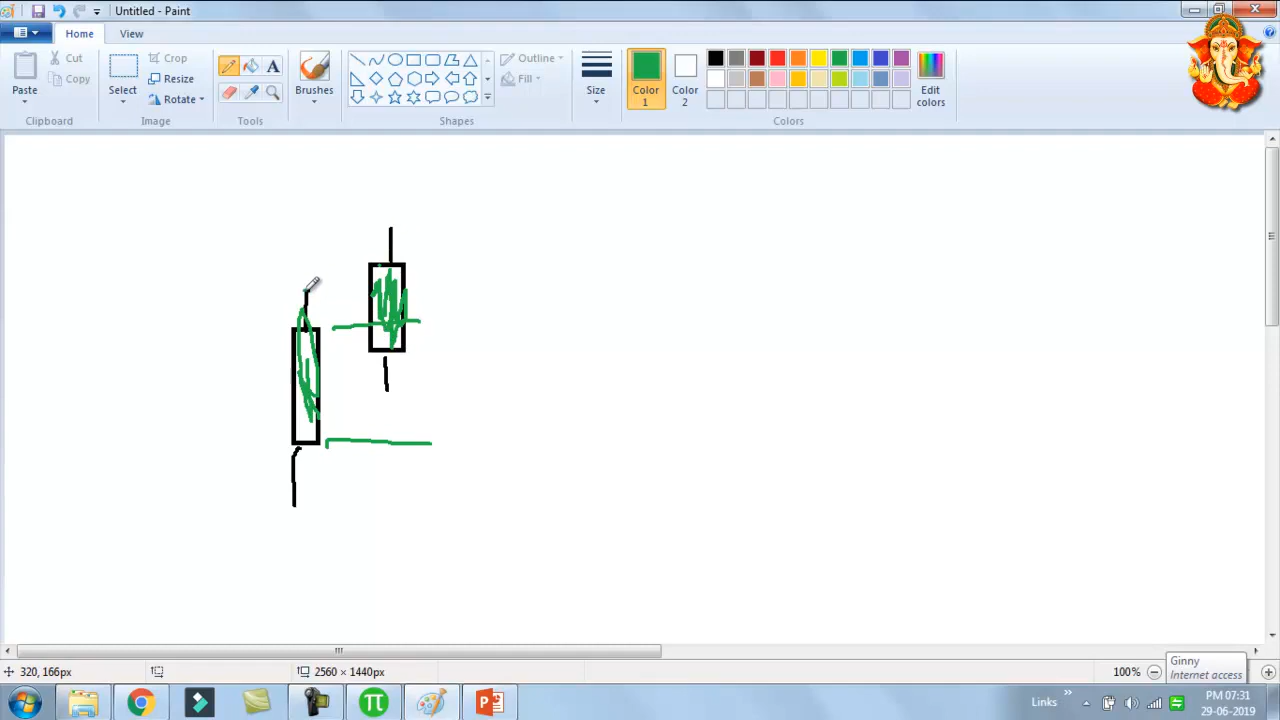 Untitled - Paint
Home
View
Paste
Cut
Copy
Clipboard
Select
Crop
Resize
Rotate
Image
A
Tools
Brushes
Outline
Fill
Shapes
Size
Color 1
Color 2
Edit colors
Colors
320, 166px
2560 × 1440px
100%
Ginny
Internet access
Links
PM 07:31
29-06-2019